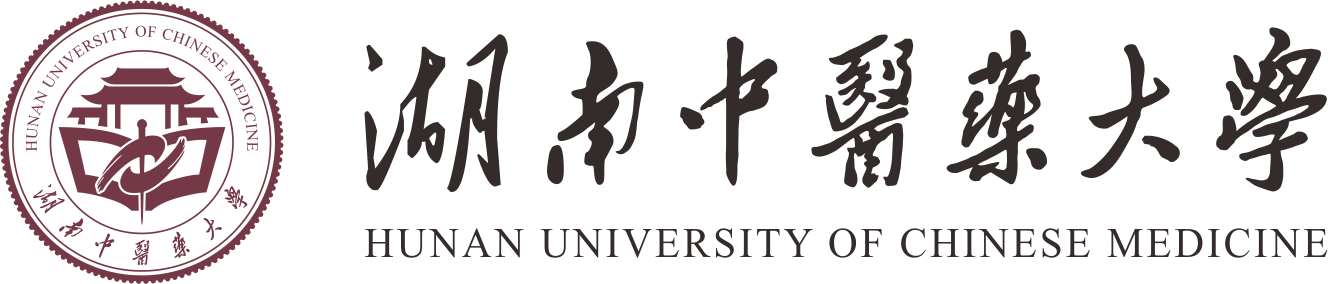 HUNAN UNIVERSITY OF CHINESE MEDICINE
湖南中醫藥大學
湖南中醫藥大學
HUNAN UNIVERSITY OF CHINESE MEDICINE